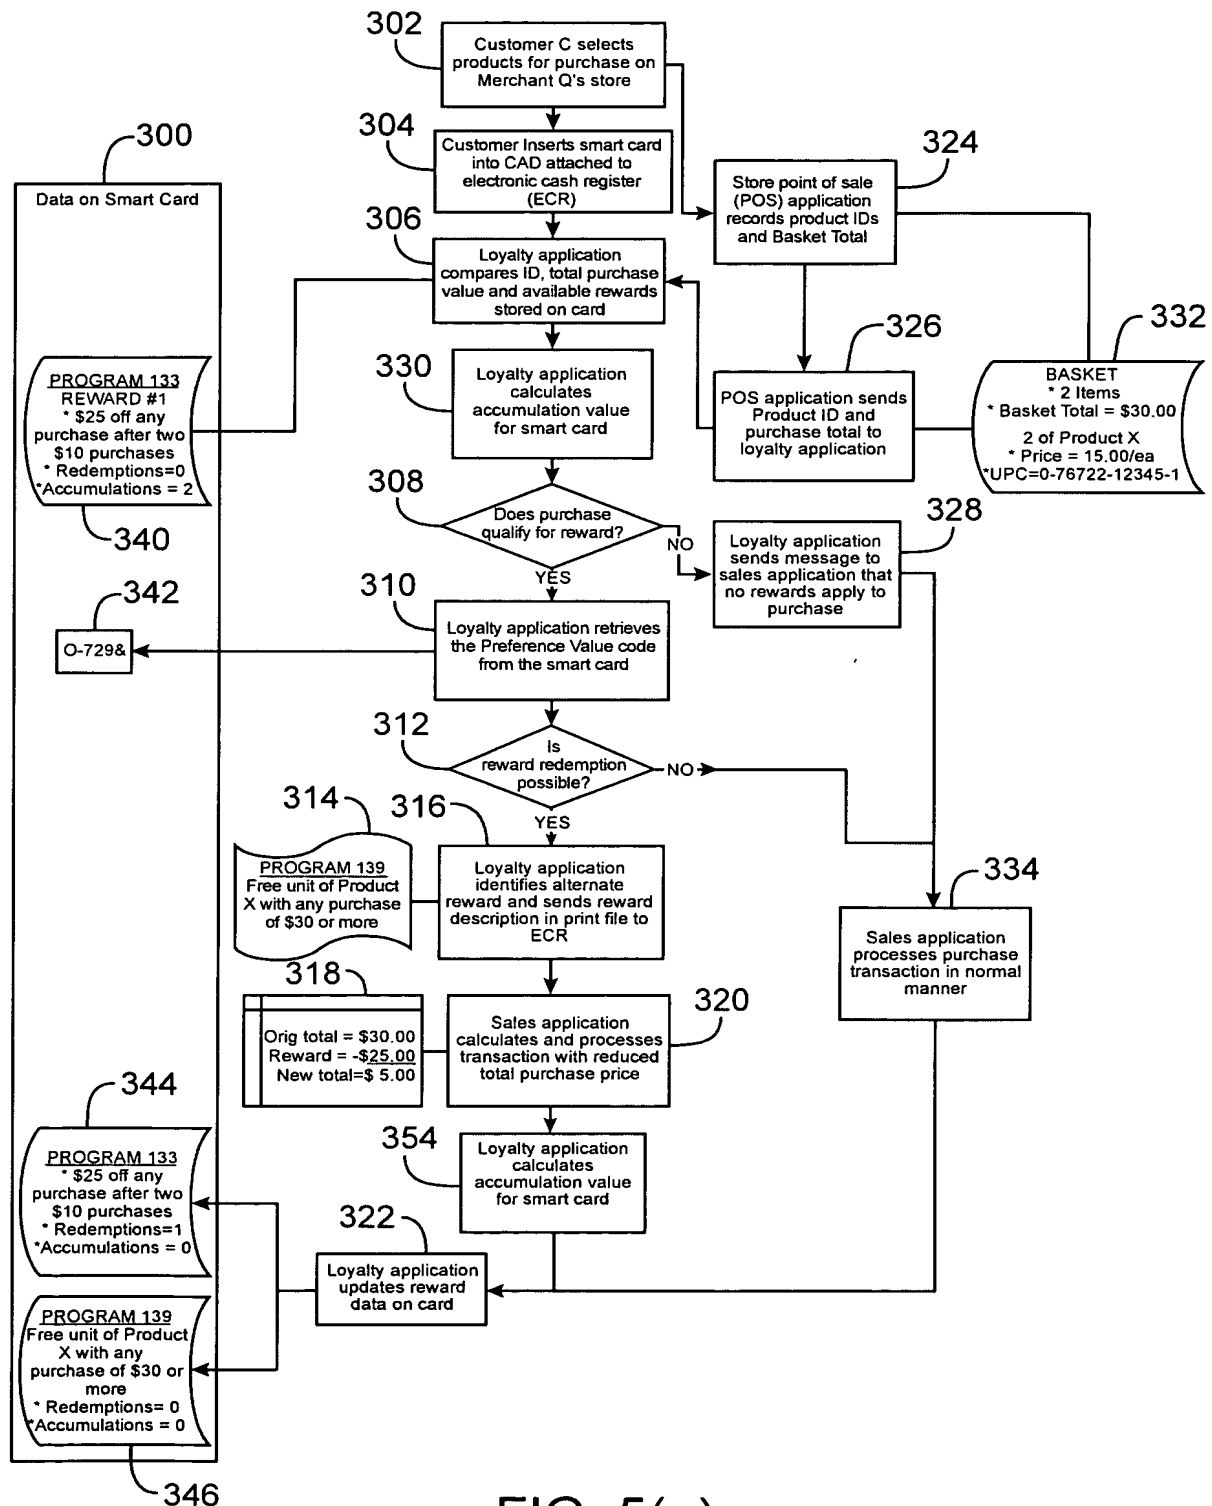 302
Customer C selects
products for purchase on
Merchant Q's store
304
Customer Inserts smart card
into CAD attached to
electronic cash register
(ECR)
300
Data on Smart Card
324
Store point of sale
(POS) application
records product IDs
and Basket Total
306
Loyalty application
compares ID, total purchase
value and available rewards
stored on card
326
POS application sends
Product ID and
purchase total to
loyalty application
332
BASKET
* 2 Items
* Basket Total = $30.00
2 of Product X
* Price = 15.00/ea
*UPC=0-76722-12345-1
330
Loyalty application
calculates
accumulation value
for smart card
PROGRAM 133
REWARD #1
* $25 off any
purchase after two
$10 purchases
* Redemptions=0
*Accumulations = 2
340
308
Does purchase
qualify for reward?
NO
YES
328
Loyalty application
sends message to
sales application that
no rewards apply to
purchase
342
O-729&
310
Loyalty application retrieves
the Preference Value code
from the smart card
312
Is
reward redemption
possible?
NO
YES
314
PROGRAM 139
Free unit of Product
X with any purchase
of $30 or more
316
Loyalty application
identifies alternate
reward and sends reward
description in print file to
ECR
334
Sales application
processes purchase
transaction in normal
manner
318
Orig total = $30.00
Reward = -$25.00
New total=$ 5.00
320
Sales application
calculates and processes
transaction with reduced
total purchase price
344
PROGRAM 133
* $25 off any
purchase after two
$10 purchases
* Redemptions=1
*Accumulations = 0
354
Loyalty application
calculates
accumulation value
for smart card
322
Loyalty application
updates reward
data on card
PROGRAM 139
Free unit of Product
X with any
purchase of $30 or
more
* Redemptions= 0
*Accumulations = 0
346